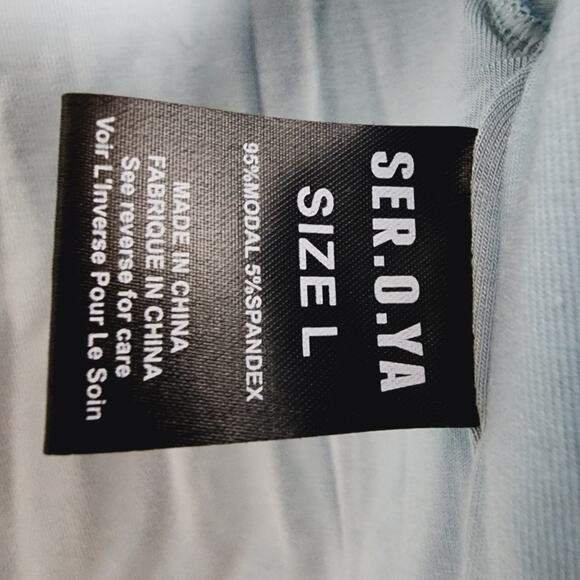 SER.O.YA
SIZE L
95%MODAL 5%SPANDEX
MADE IN CHINA
FABRIQUE IN CHINA
See reverse for care
Voir L'Inverse Pour Le Soin